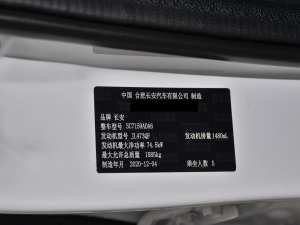 中国 合肥长安汽车有限公司 制造
品牌 长安
整车型号 SC7159ADA6
发动机型号 JL473QF 发动机排量 1480mL
发动机最大净功率 74.5kW
最大允许总质量 1565kg
制造年月 2020-12-04 乘坐人数 5